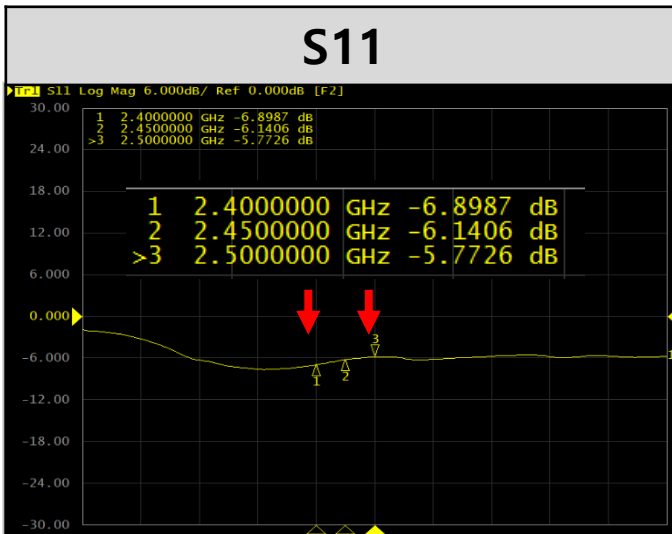 S11
Tr1 S11 Log Mag 6.000dB/ Ref 0.000dB [F2]
30.00
1 2.4000000 GHz -6.8987 dB
2 2.4500000 GHz -6.1406 dB
>3 2.5000000 GHz -5.7726 dB
24.00
18.00
1 2.4000000 GHz -6.8987 dB
12.00
2 2.4500000 GHz -6.1406 dB
>3 2.5000000 GHz -5.7726 dB
6.000
0.000
3
-6.000
1
2
1
-12.00
-18.00
-24.00
-30.00